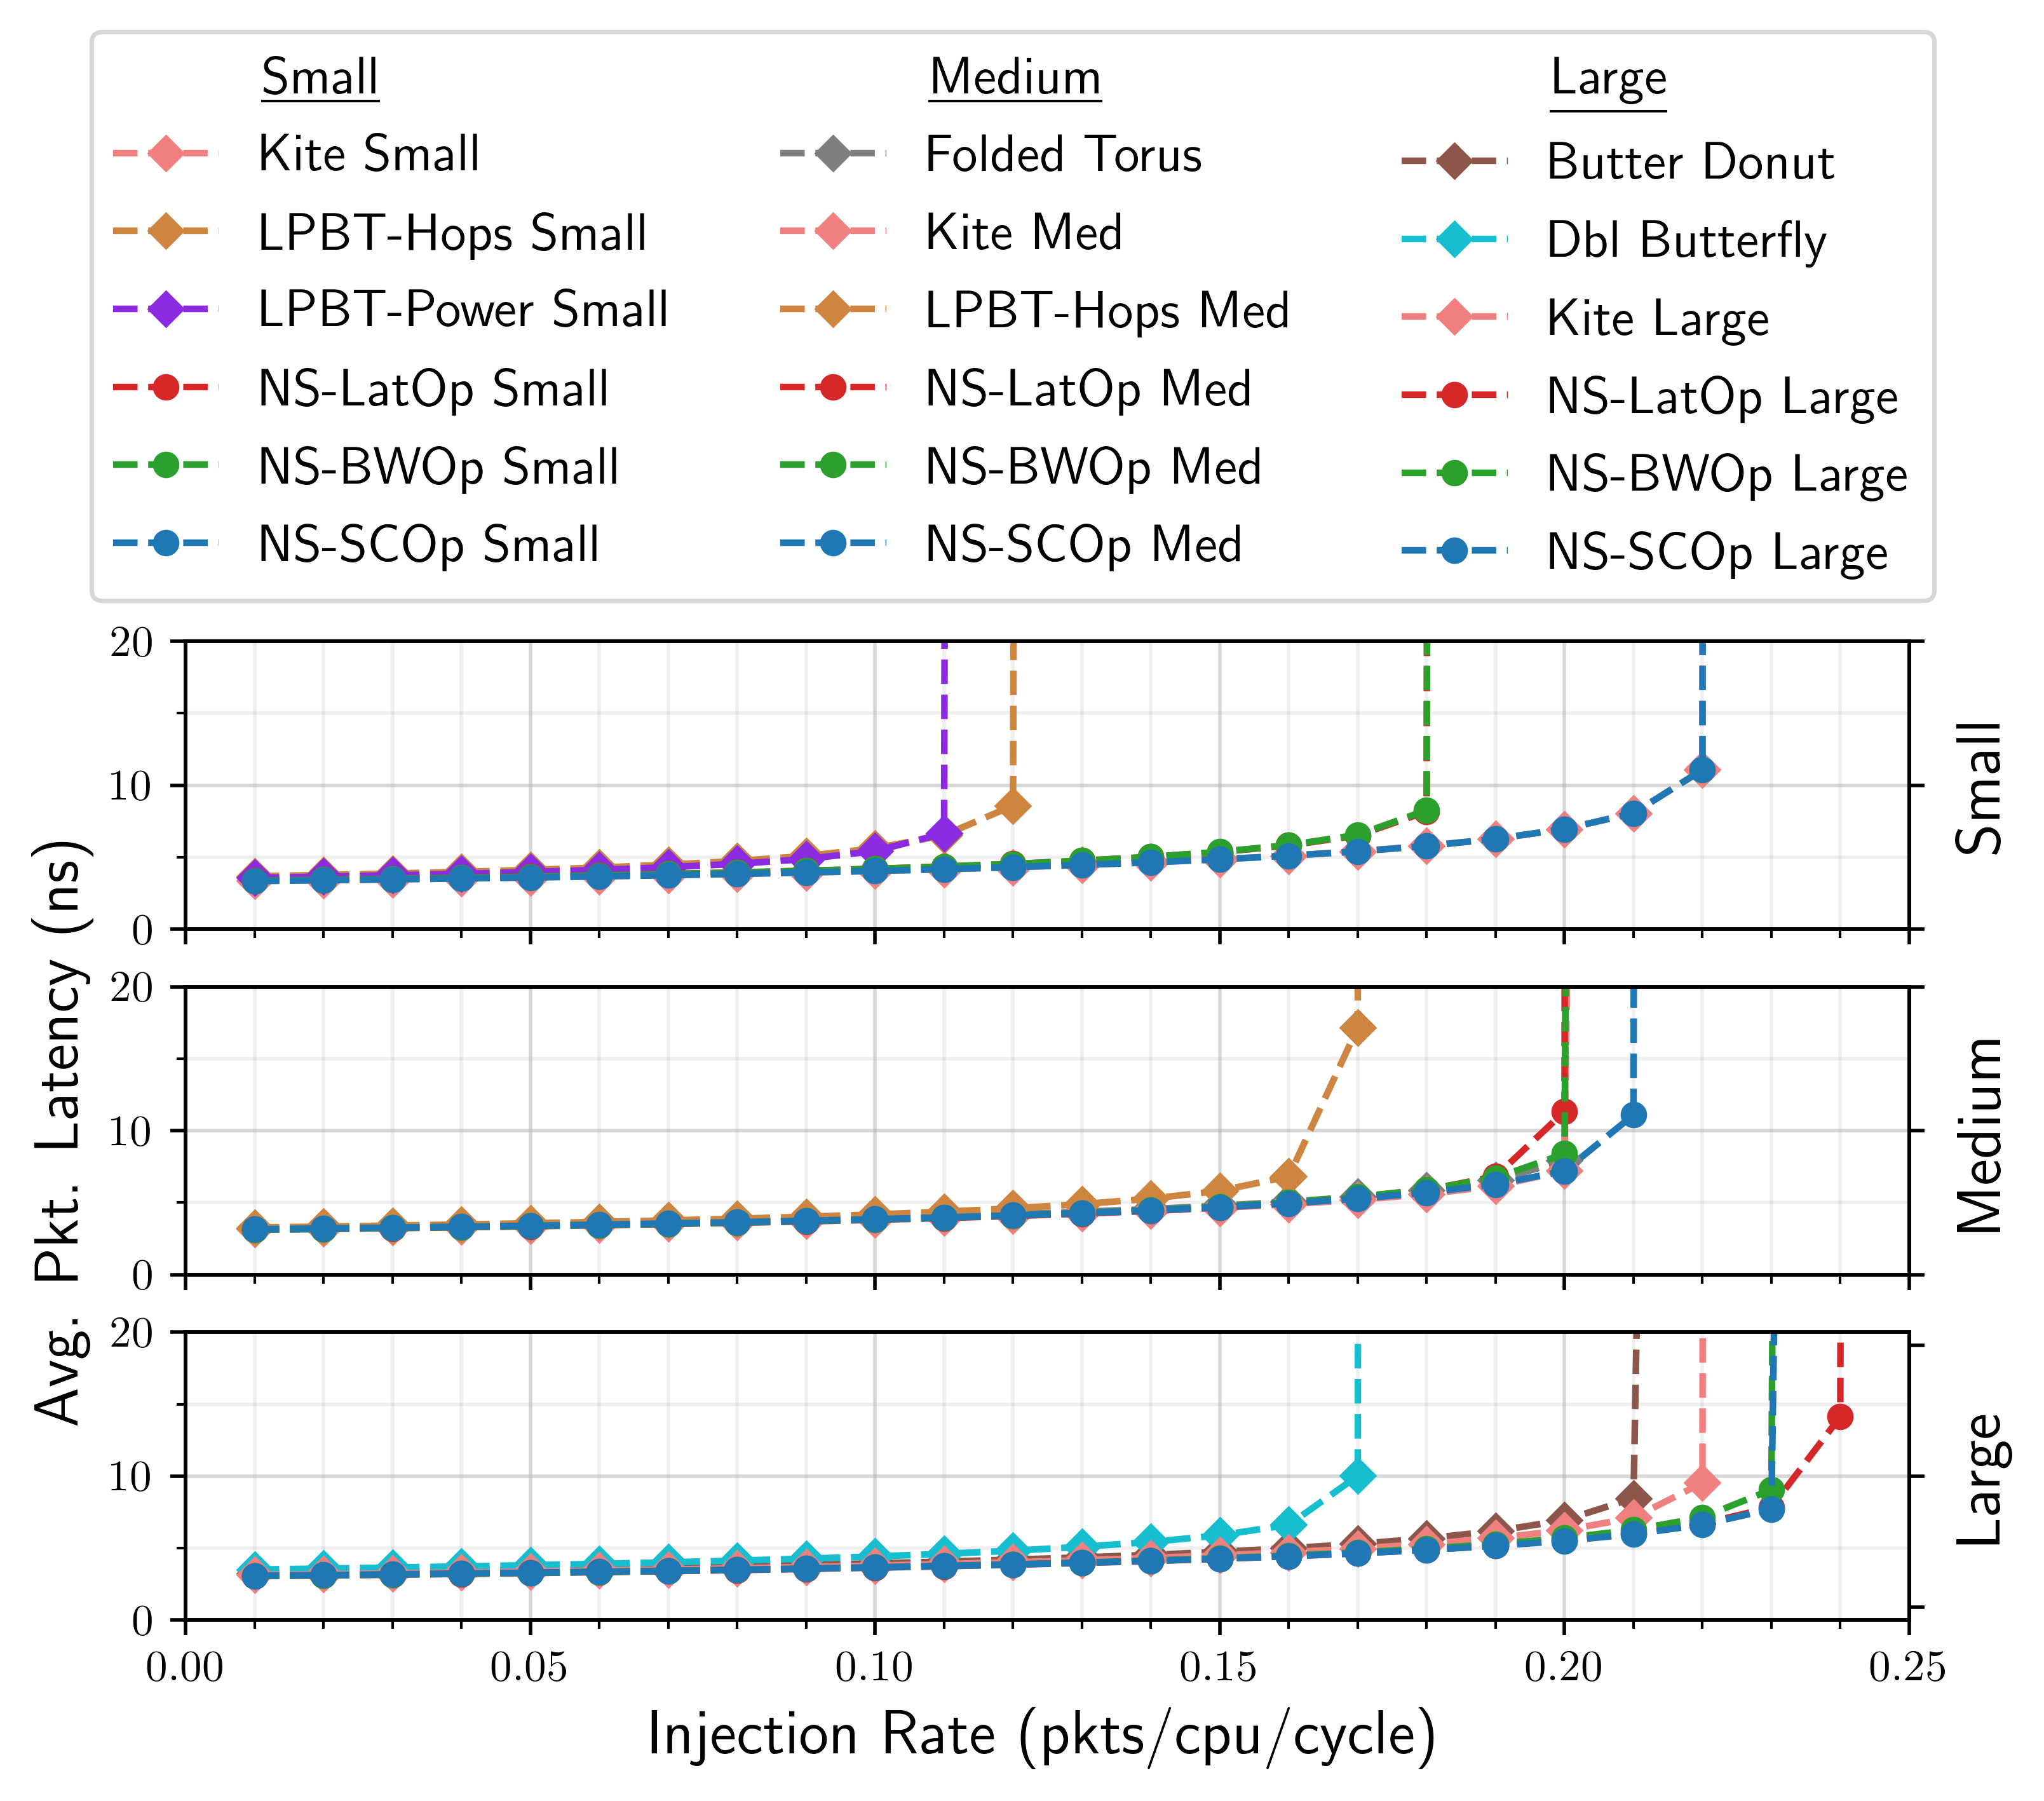 Small
Kite Small
LPBT-Hops Small
LPBT-Power Small
NS-LatOp Small
NS-BWOp Small
NS-SCOp Small
Medium
Folded Torus
Kite Med
LPBT-Hops Med
NS-LatOp Med
NS-BWOp Med
NS-SCOp Med
Large
Butter Donut
Dbl Butterfly
Kite Large
NS-LatOp Large
NS-BWOp Large
NS-SCOp Large
Avg. Pkt. Latency (ns)
20
10
0
Small
20
10
0
Medium
20
10
0
Large
0.00 0.05 0.10 0.15 0.20 0.25
Injection Rate (pkts/cpu/cycle)